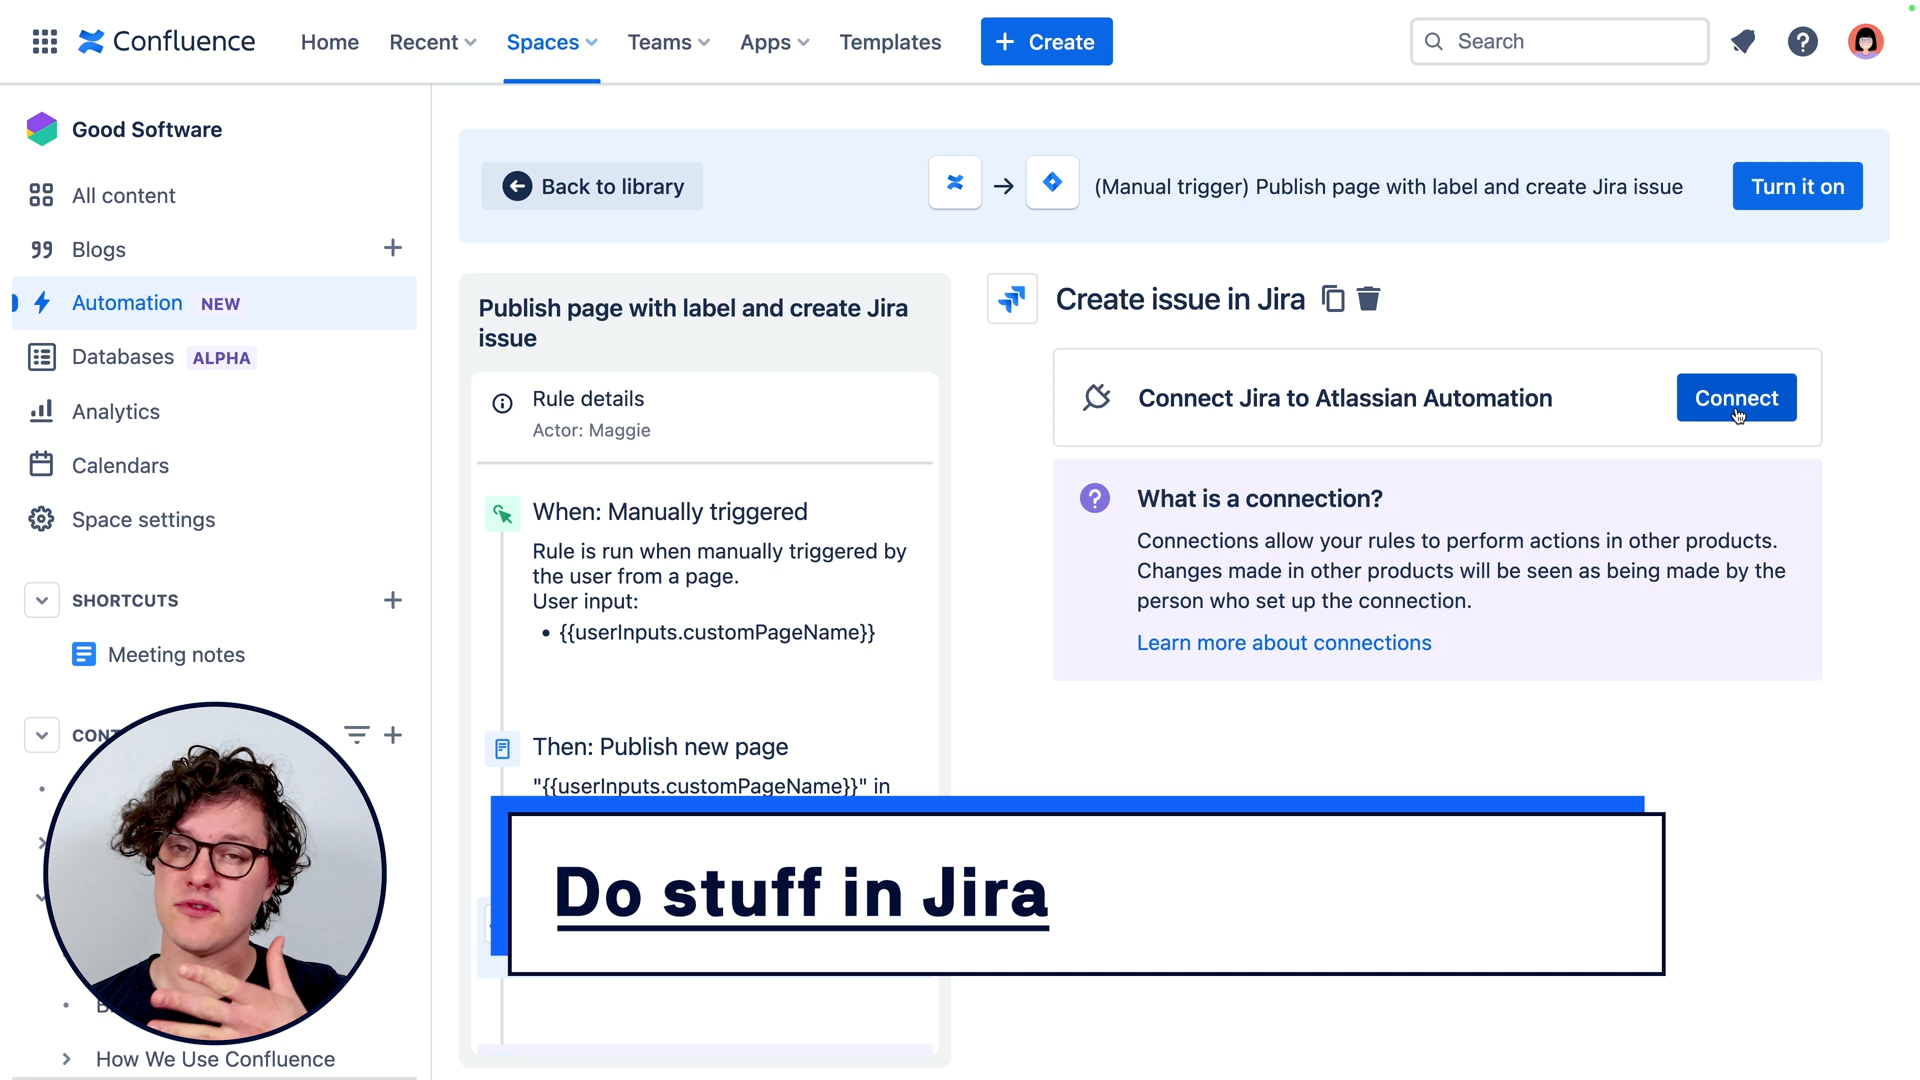 Confluence
Home
Recent
Spaces
Teams
Apps
Templates
+ Create
Search
Good Software
All content
Blogs
Automation NEW
Databases ALPHA
Analytics
Calendars
Space settings
SHORTCUTS
Meeting notes
How We Use Confluence
Back to library
(Manual trigger) Publish page with label and create Jira issue
Turn it on
Publish page with label and create Jira
issue
Rule details
Actor: Maggie
When: Manually triggered
Rule is run when manually triggered by
the user from a page.
User input:
• {{userInputs.customPageName}}
Then: Publish new page
"{{userInputs.customPageName}}" in
Create issue in Jira
Connect Jira to Atlassian Automation
Connect
What is a connection?
Connections allow your rules to perform actions in other products.
Changes made in other products will be seen as being made by the
person who set up the connection.
Learn more about connections
Do stuff in Jira